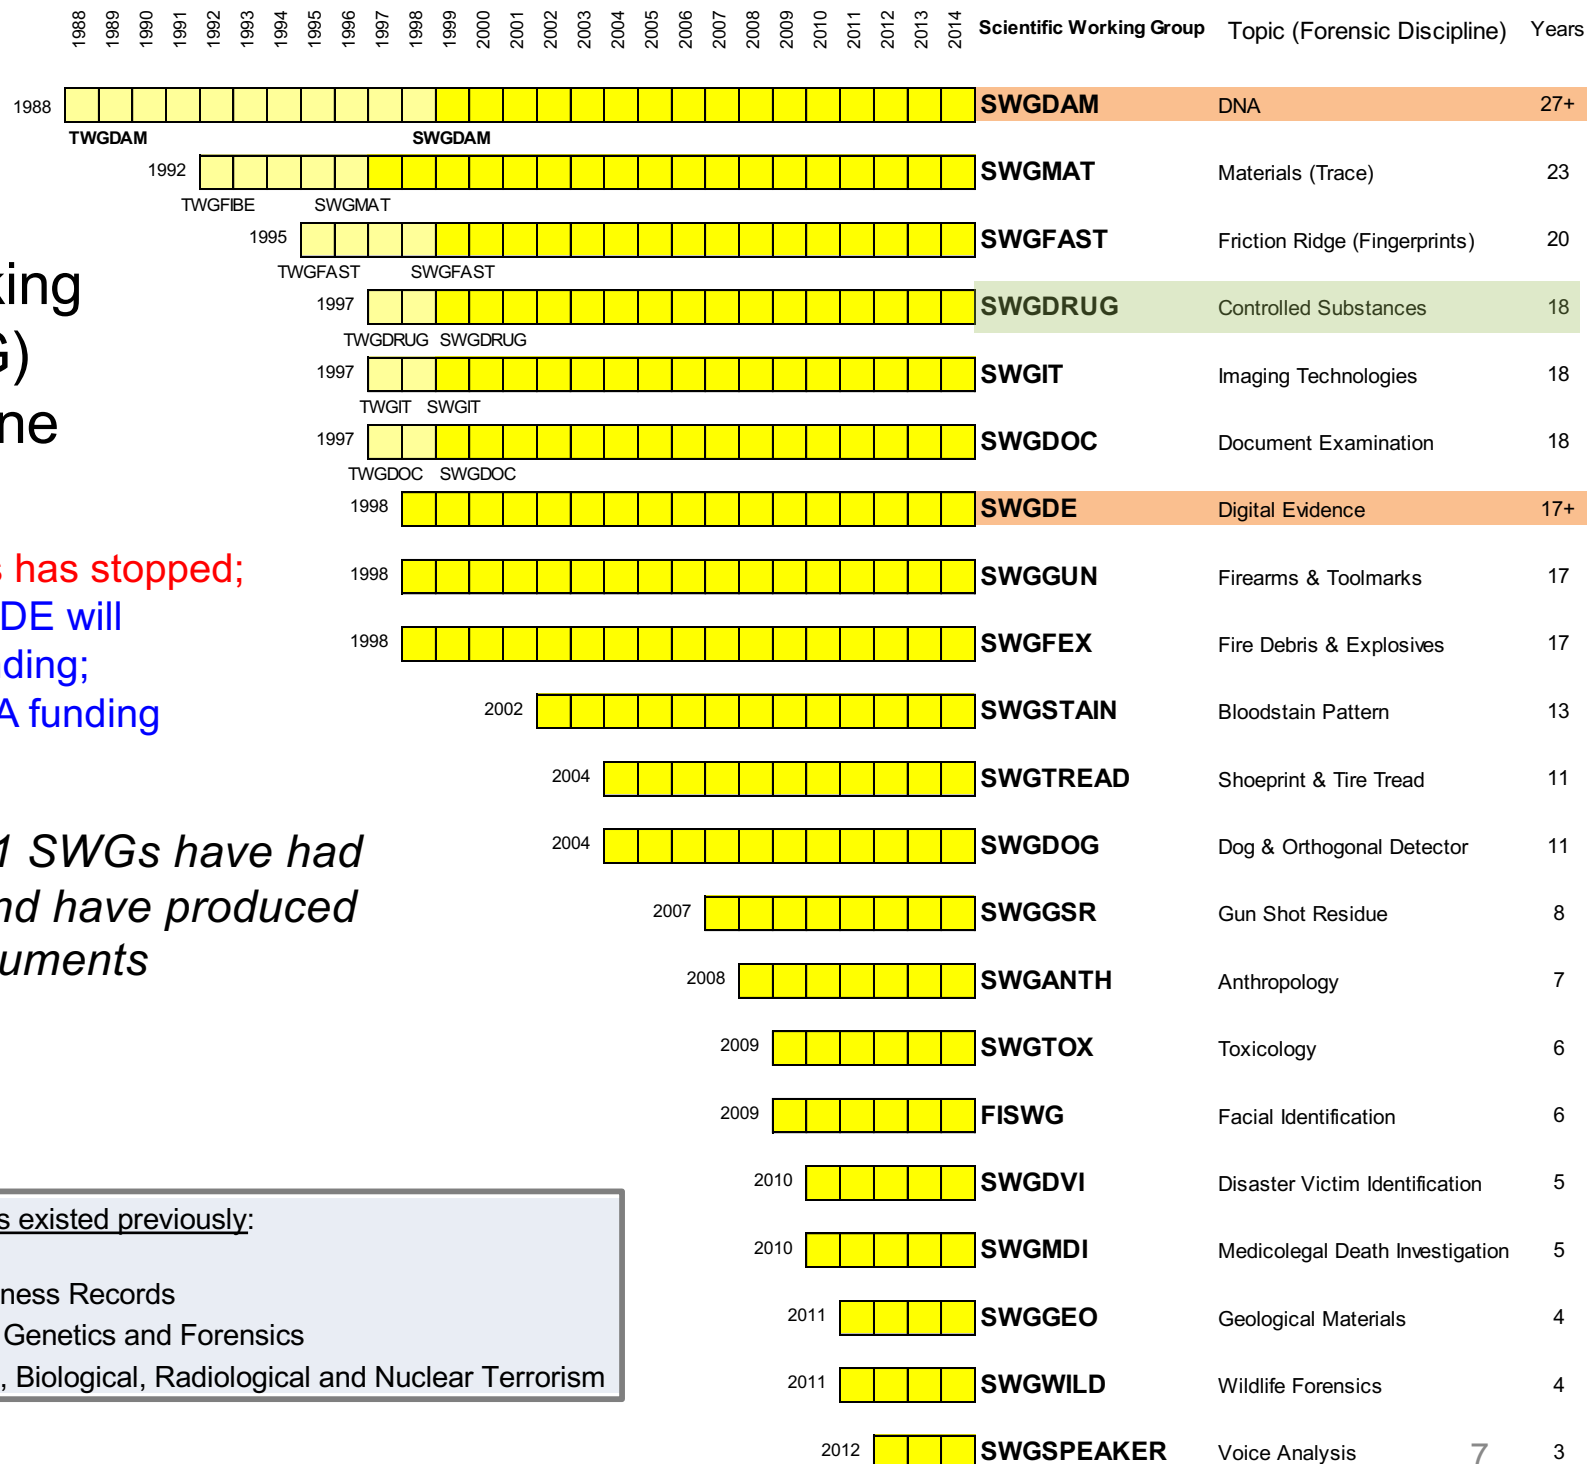 1988 1989 1990 1991 1992 1993 1994 1995 1996 1997 1998 1999 2000 2001 2002 2003 2004 2005 2006 2007 2008 2009 2010 2011 2012 2013 2014 Scientific Working Group Topic (Forensic Discipline) Years
1988 SWGDAM DNA 27+
TWGDAM SWGDAM
1992 SWGMAT Materials (Trace) 23
TWGFIBE SWGMAT
1995 SWGFAST Friction Ridge (Fingerprints) 20
TWGFAST SWGFAST
1997 SWGDRUG Controlled Substances 18
TWGDRUG SWGDRUG
1997 SWGIT Imaging Technologies 18
TWGIT SWGIT
1997 SWGDOC Document Examination 18
TWGDOC SWGDOC
1998 SWGDE Digital Evidence 17+
1998 SWGGUN Firearms & Toolmarks 17
1998 SWGFEX Fire Debris & Explosives 17
2002 SWGSTAIN Bloodstain Pattern 13
2004 SWGTREAD Shoeprint & Tire Tread 11
2004 SWGDOG Dog & Orthogonal Detector 11
2007 SWGGSR Gun Shot Residue 8
2008 SWGANTH Anthropology 7
2009 SWGTOX Toxicology 6
2009 FISWG Facial Identification 6
2010 SWGDVI Disaster Victim Identification 5
2010 SWGMDI Medicolegal Death Investigation 5
2011 SWGGEO Geological Materials 4
2011 SWGWILD Wildlife Forensics 4
2012 SWGSPEAKER Voice Analysis 3
king
G)
ne
s has stopped;
DE will
nding;
A funding
1 SWGs have had
nd have produced
uments
s existed previously:
ness Records
Genetics and Forensics
, Biological, Radiological and Nuclear Terrorism
7